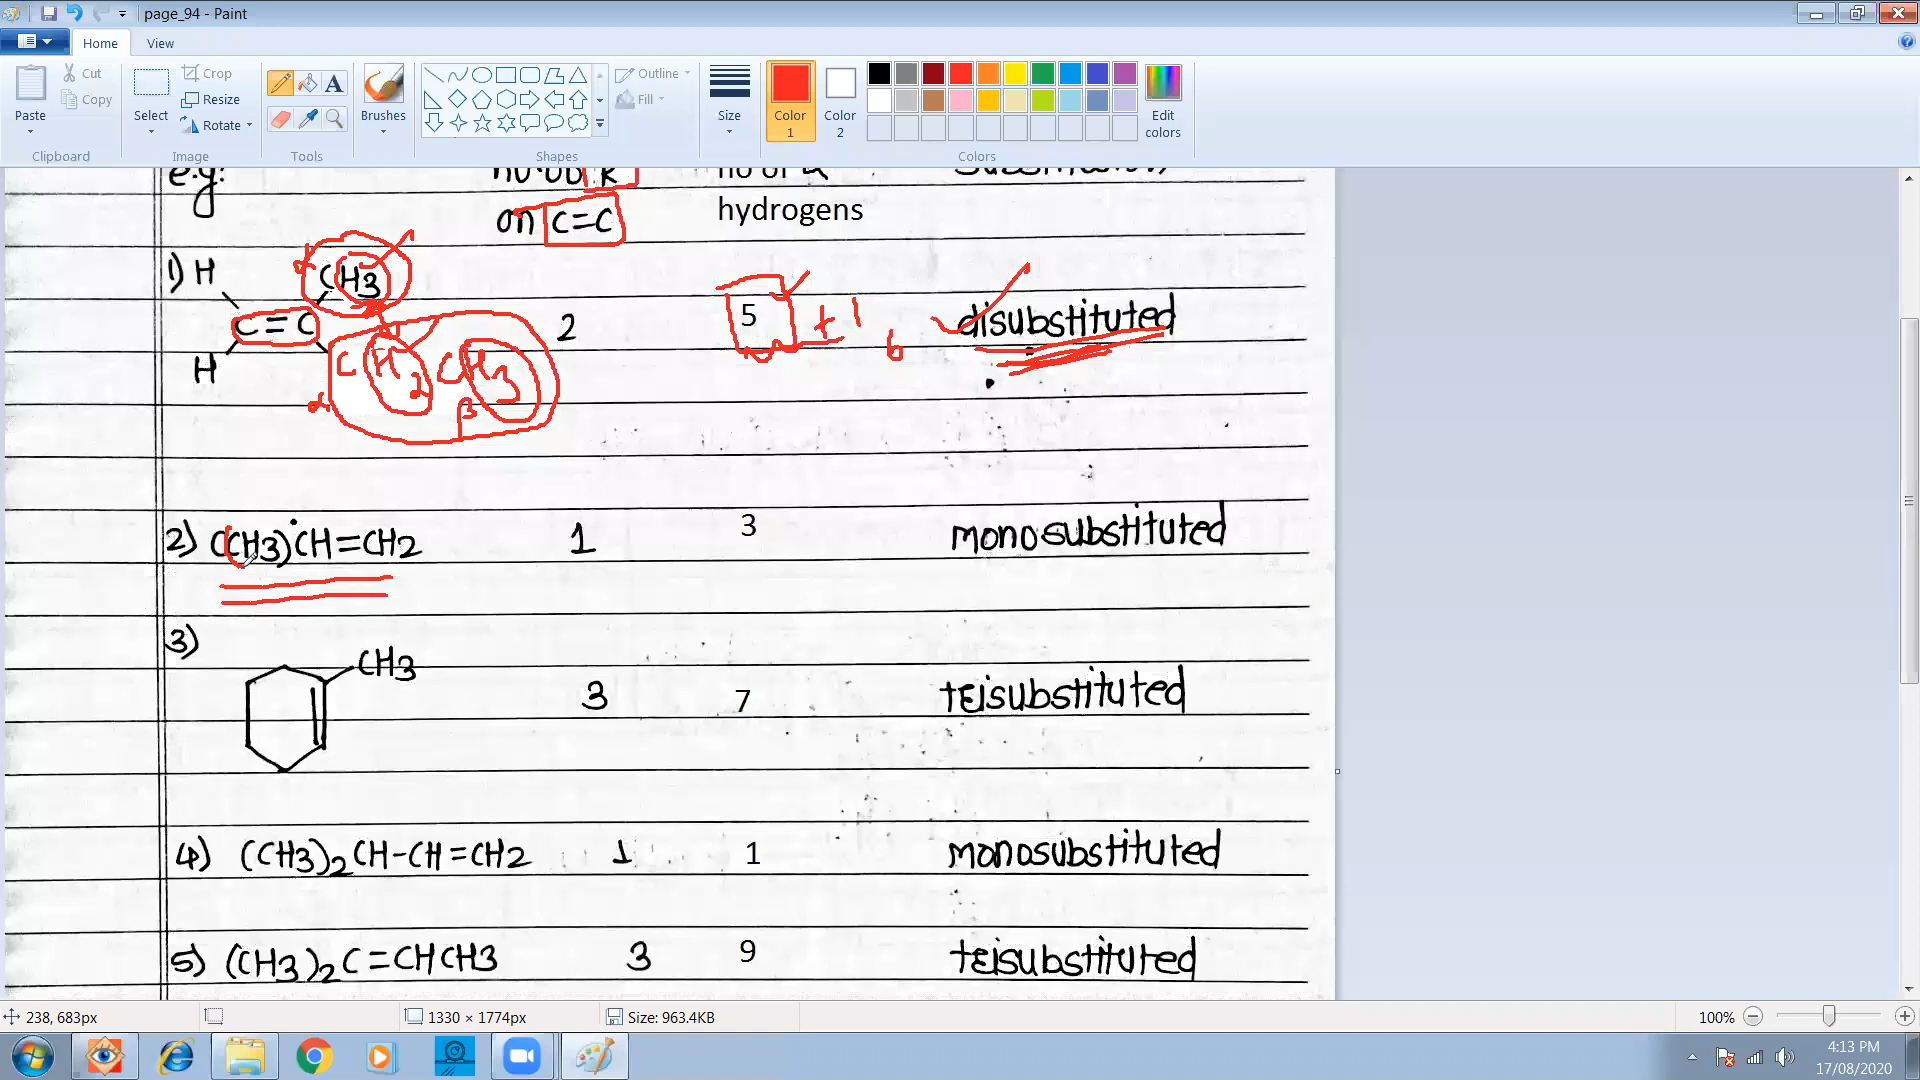 page_94 - Paint
Home View
Paste Cut Copy Clipboard
Select Crop Resize Rotate Image
Tools
Brushes
Outline Fill Shapes
Size
Color 1 Color 2
Edit colors
Colors
e.g:
on C=C
hydrogens
1) H CH3
C=C
H CH2 CH3
α α β
2 5 + 1 6 disubstituted
2) (CH3)CH=CH2 1 3 monosubstituted
3) CH3
3 7 trisubstituted
4) (CH3)2CH-CH=CH2 1 1 monosubstituted
5) (CH3)2C=CHCH3 3 9 trisubstituted
238, 683px 1330 × 1774px Size: 963.4KB 100%
4:13 PM
17/08/2020